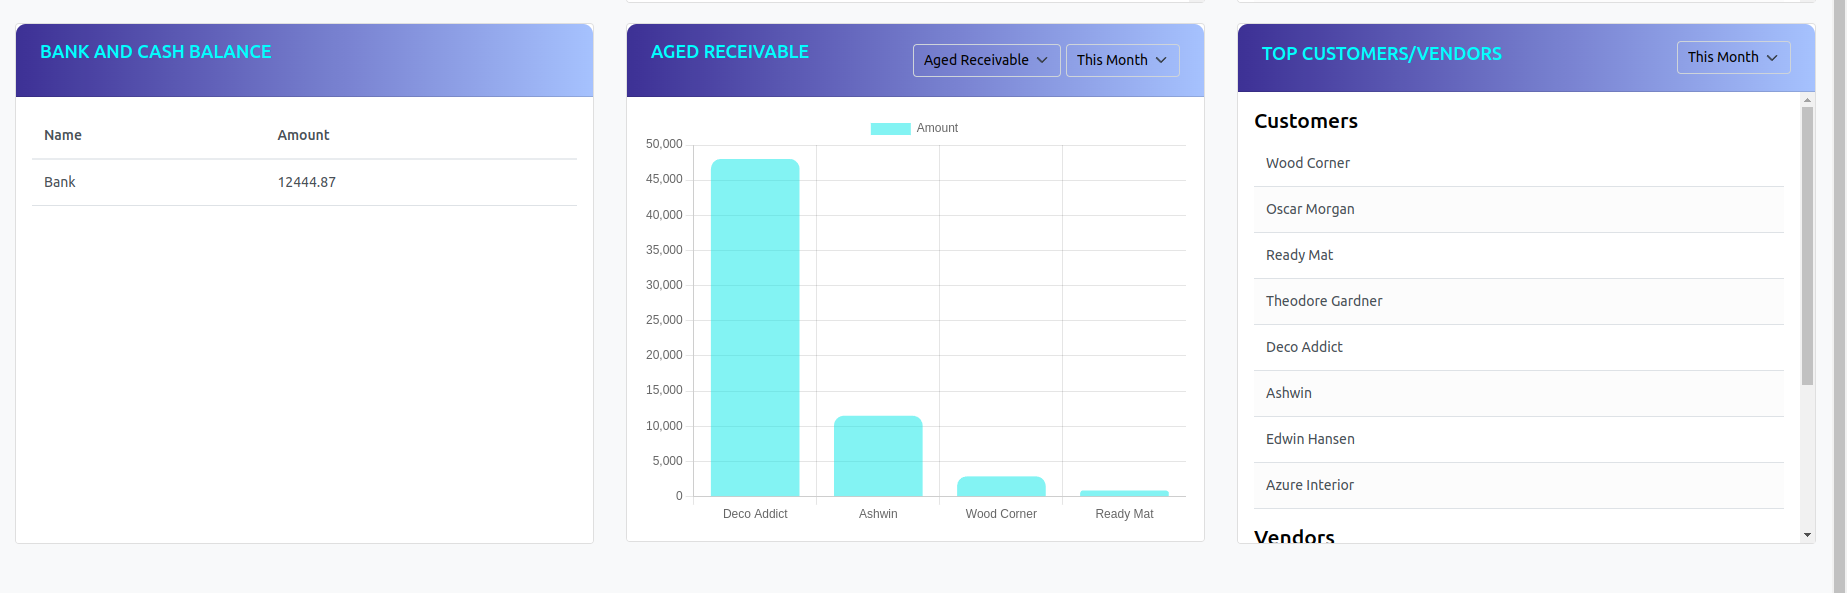 BANK AND CASH BALANCE
Name Amount
Bank 12444.87
AGED RECEIVABLE Aged Receivable This Month
Amount
50,000
45,000
40,000
35,000
30,000
25,000
20,000
15,000
10,000
5,000
0
Deco Addict Ashwin Wood Corner Ready Mat
TOP CUSTOMERS/VENDORS This Month
Customers
Wood Corner
Oscar Morgan
Ready Mat
Theodore Gardner
Deco Addict
Ashwin
Edwin Hansen
Azure Interior
Vendors